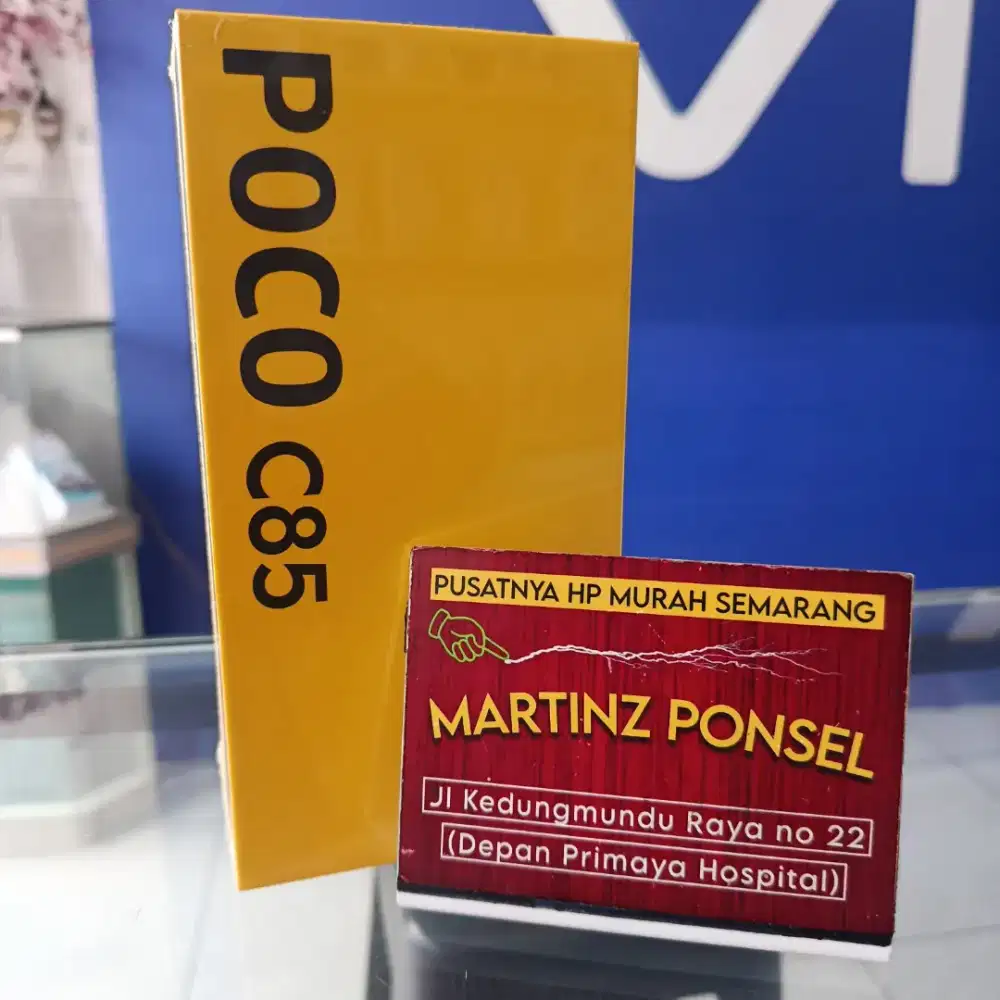 POCO C85
PUSATNYA HP MURAH SEMARANG
MARTINZ PONSEL
Jl Kedungmundu Raya no 22
(Depan Primaya Hospital)